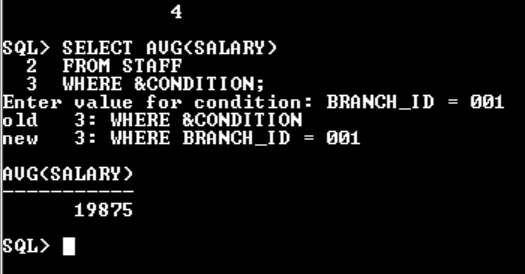 4
SQL> SELECT AVG(SALARY)
2 FROM STAFF
3 WHERE &CONDITION;
Enter value for condition: BRANCH_ID = 001
old 3: WHERE &CONDITION
new 3: WHERE BRANCH_ID = 001
AVG(SALARY)
-----------
19875
SQL>